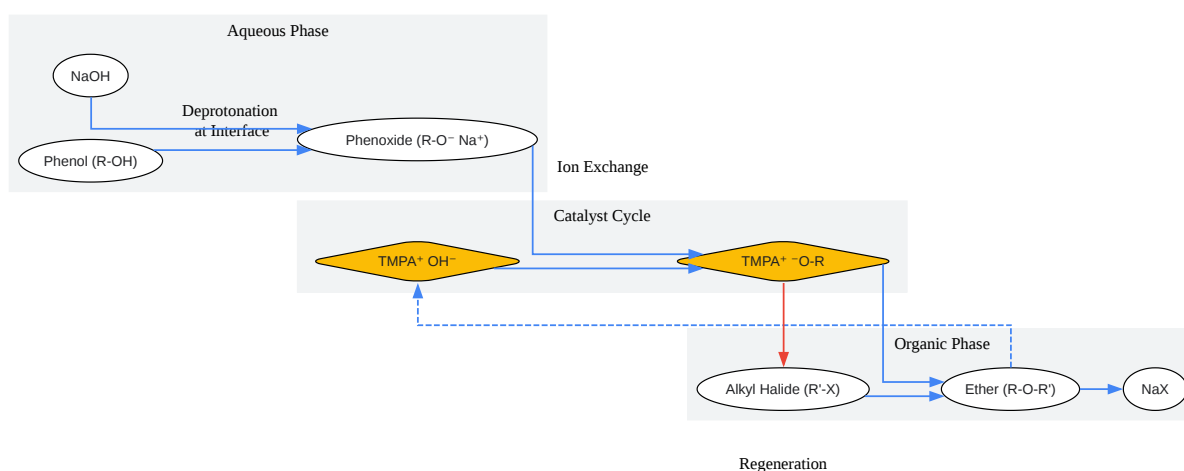 Aqueous Phase
NaOH
Deprotonation
at Interface
Phenol (R-OH)
Phenoxide (R-O⁻ Na⁺)
Ion Exchange
Catalyst Cycle
TMPA⁺ OH⁻
TMPA⁺ ⁻O-R
Organic Phase
Alkyl Halide (R'-X)
Ether (R-O-R')
NaX
Regeneration